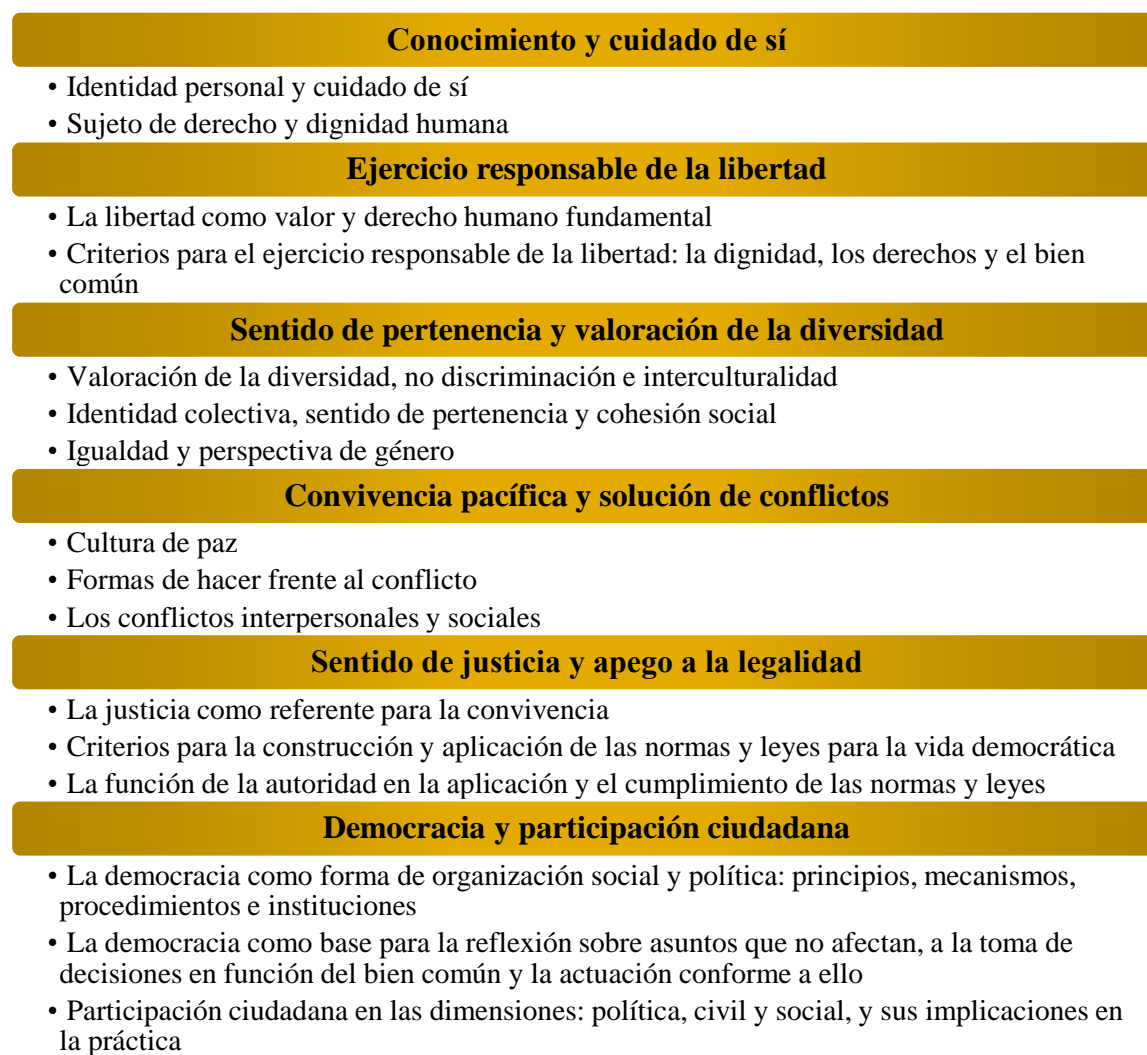 Conocimiento y cuidado de sí
• Identidad personal y cuidado de sí
• Sujeto de derecho y dignidad humana
Ejercicio responsable de la libertad
• La libertad como valor y derecho humano fundamental
• Criterios para el ejercicio responsable de la libertad: la dignidad, los derechos y el bien
común
Sentido de pertenencia y valoración de la diversidad
• Valoración de la diversidad, no discriminación e interculturalidad
• Identidad colectiva, sentido de pertenencia y cohesión social
• Igualdad y perspectiva de género
Convivencia pacífica y solución de conflictos
• Cultura de paz
• Formas de hacer frente al conflicto
• Los conflictos interpersonales y sociales
Sentido de justicia y apego a la legalidad
• La justicia como referente para la convivencia
• Criterios para la construcción y aplicación de las normas y leyes para la vida democrática
• La función de la autoridad en la aplicación y el cumplimiento de las normas y leyes
Democracia y participación ciudadana
• La democracia como forma de organización social y política: principios, mecanismos,
procedimientos e instituciones
• La democracia como base para la reflexión sobre asuntos que no afectan, a la toma de
decisiones en función del bien común y la actuación conforme a ello
• Participación ciudadana en las dimensiones: política, civil y social, y sus implicaciones en
la práctica